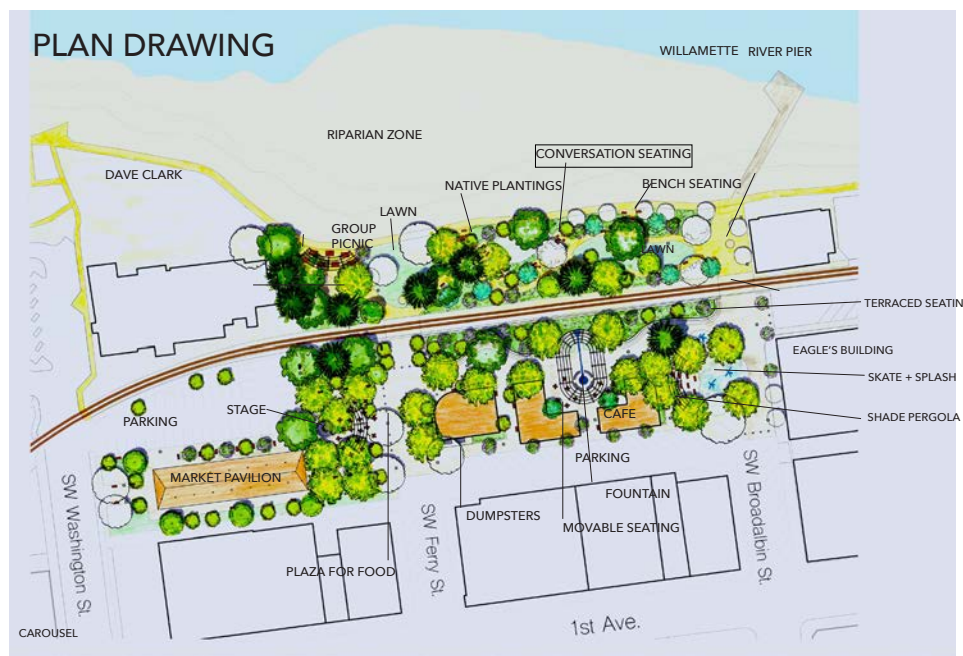 PLAN DRAWING
WILLAMETTE RIVER PIER
RIPARIAN ZONE
CONVERSATION SEATING
DAVE CLARK
NATIVE PLANTINGS
BENCH SEATING
LAWN
GROUP
PICNIC
AWN
TERRACED SEATIN
EAGLE'S BUILDING
SKATE + SPLASH
STAGE
CAFE
SHADE PERGOLA
PARKING
PARKING
MARKET PAVILION
FOUNTAIN
DUMPSTERS
MOVABLE SEATING
PLAZA FOR FOOD
SW Washington St.
SW Ferry St.
SW Broadalbin St.
1st Ave.
CAROUSEL